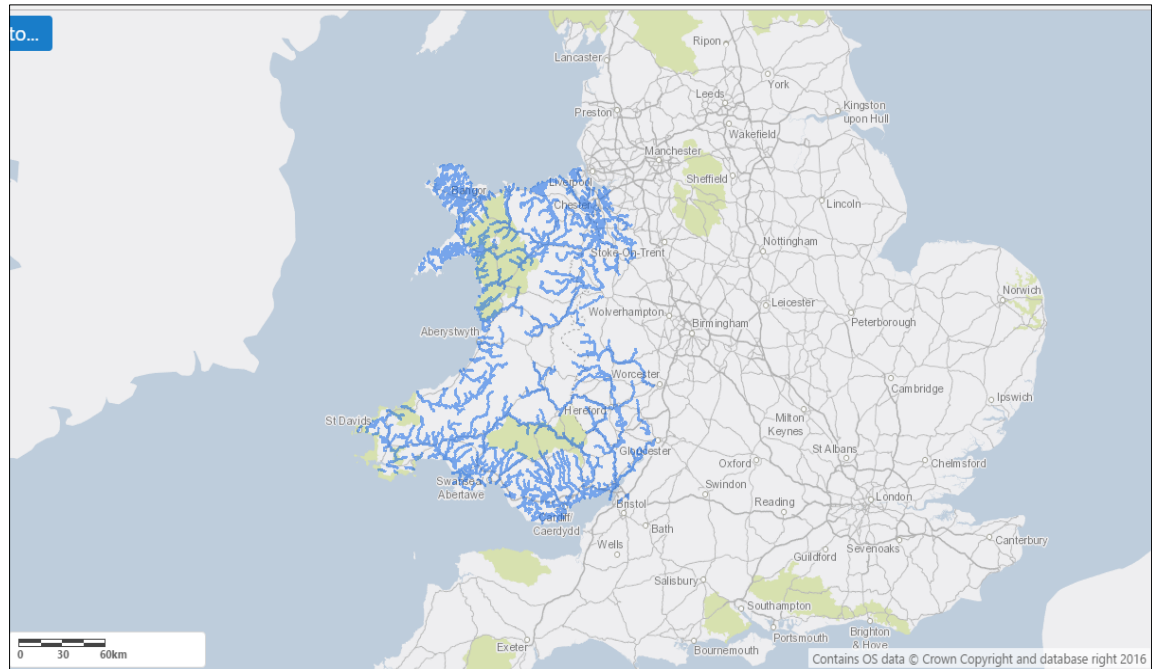 to...
Ripon
Lancaster
York
Leeds
Preston
Kingston
upon Hull
Wakefield
Manchester
Bangor
Liverpool
Sheffield
Chester
Lincoln
Stoke-On-Trent
Nottingham
Norwich
Leicester
Wolverhampton
Peterborough
Birmingham
Aberystwyth
Worcester
Cambridge
Ipswich
Hereford
St Davids
Milton
Keynes
Gloucester
St Albans
Oxford
Chelmsford
Swansea
Abertawe
Swindon
London
Reading
Bristol
Cardiff
Caerdydd
Bath
Canterbury
Wells
Sevenoaks
Guildford
Salisbury
Southampton
Portsmouth
Brighton
& Hove
Exeter
Bournemouth
0 30 60km
Contains OS data © Crown Copyright and database right 2016